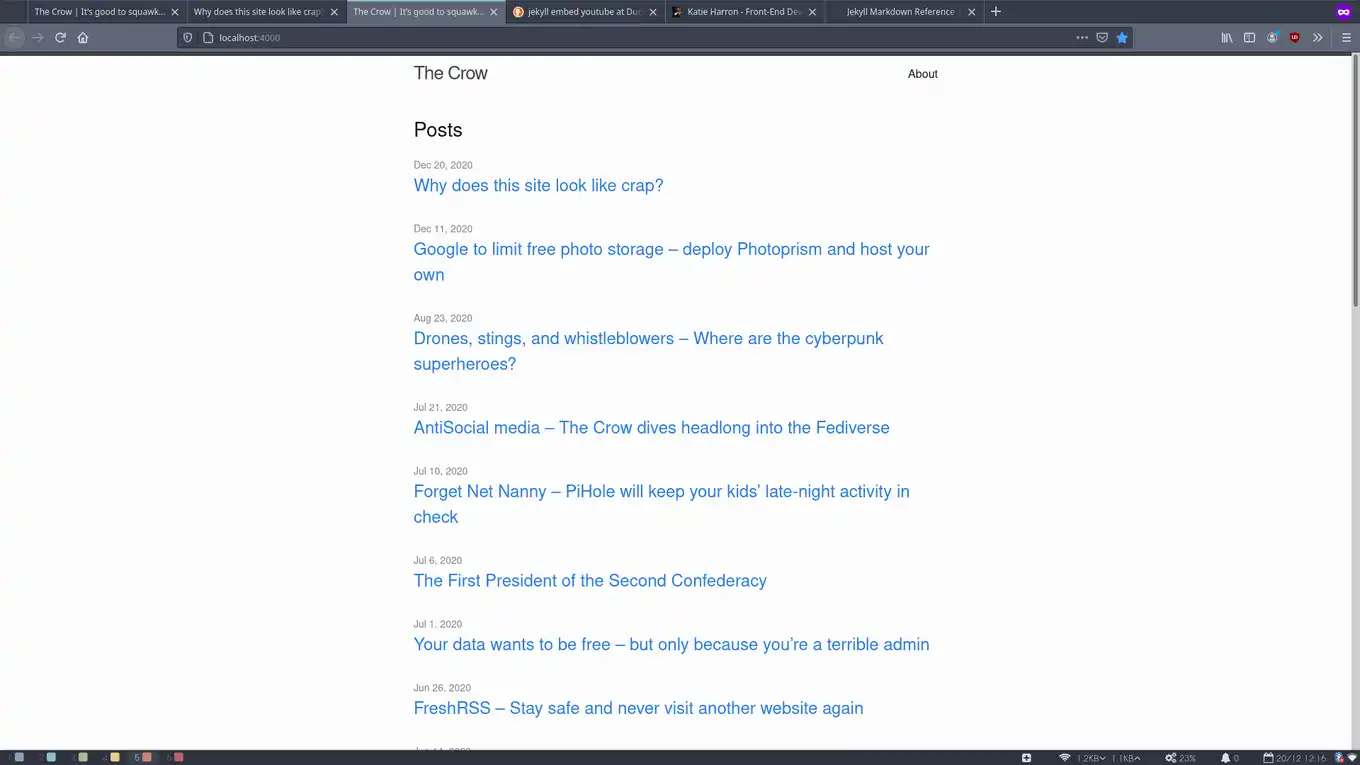 The Crow | It's good to squawk...
Why does this site look like crap
The Crow | It's good to squawk...
jekyll embed youtube at Duc
Katie Harron - Front-End De
Jekyll Markdown Reference
localhost:4000
The Crow
About
Posts
Dec 20, 2020
Why does this site look like crap?
Dec 11, 2020
Google to limit free photo storage – deploy Photoprism and host your
own
Aug 23, 2020
Drones, stings, and whistleblowers – Where are the cyberpunk
superheroes?
Jul 21, 2020
AntiSocial media – The Crow dives headlong into the Fediverse
Jul 10, 2020
Forget Net Nanny – PiHole will keep your kids’ late-night activity in
check
Jul 6, 2020
The First President of the Second Confederacy
Jul 1, 2020
Your data wants to be free – but only because you’re a terrible admin
Jun 26, 2020
FreshRSS – Stay safe and never visit another website again
5
1.2KB 1.1KB
23%
0
20/12 12:16